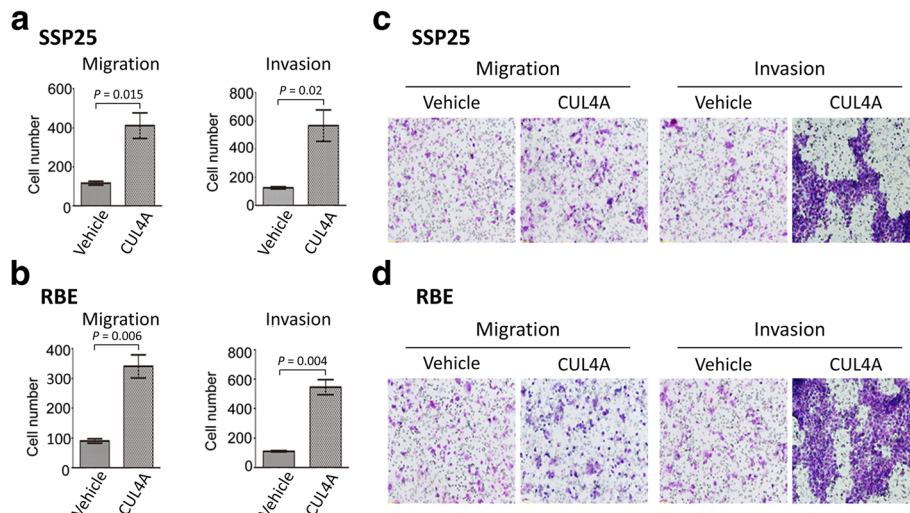 a
SSP25
Migration
P = 0.015
Cell number
600
400
200
0
Vehicle
CUL4A
Invasion
P = 0.02
Cell number
800
600
400
200
0
Vehicle
CUL4A
b
RBE
Migration
P = 0.006
Cell number
400
300
200
100
0
Vehicle
CUL4A
Invasion
P = 0.004
Cell number
800
600
400
200
0
Vehicle
CUL4A
c
SSP25
Migration
Invasion
Vehicle
CUL4A
Vehicle
CUL4A
d
RBE
Migration
Invasion
Vehicle
CUL4A
Vehicle
CUL4A